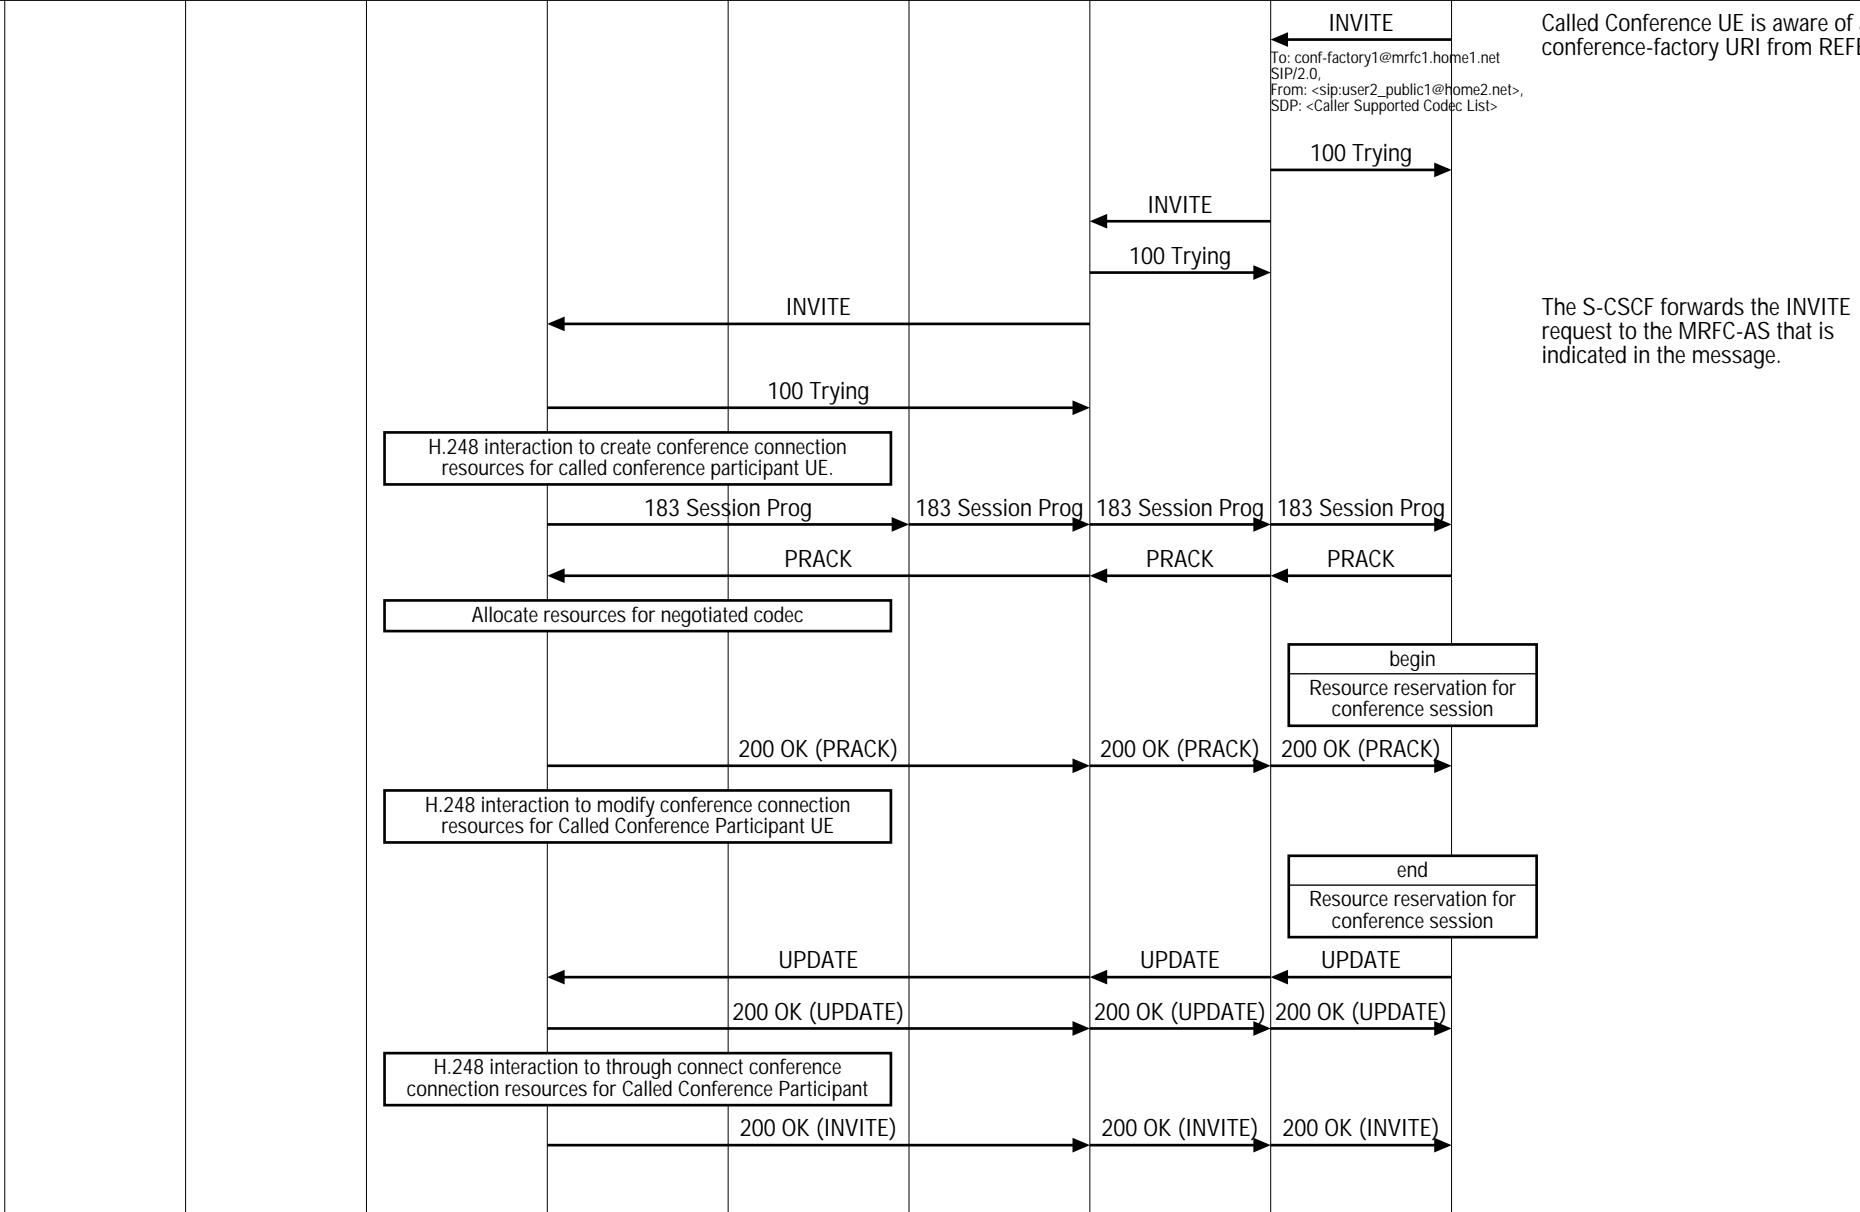 INVITE
Called Conference UE is aware of
conference-factory URI from
To: conf-factory1@mrfc1.home1.net
SIP/2.0,
From: <sip:user2_public1@home2.net>,
SDP: <Caller Supported Codec List>
100 Trying
INVITE
100 Trying
INVITE
The S-CSCF forwards the INVITE
request to the MRFC-AS that is
indicated in the message.
100 Trying
H.248 interaction to create conference connection
resources for called conference participant UE.
183 Session Prog 183 Session Prog 183 Session Prog 183 Session Prog
PRACK PRACK PRACK
Allocate resources for negotiated codec
begin
Resource reservation for
conference session
200 OK (PRACK) 200 OK (PRACK) 200 OK (PRACK)
H.248 interaction to modify conference connection
resources for Called Conference Participant UE
end
Resource reservation for
conference session
UPDATE UPDATE UPDATE
200 OK (UPDATE) 200 OK (UPDATE) 200 OK (UPDATE)
H.248 interaction to through connect conference
connection resources for Called Conference Participant
200 OK (INVITE) 200 OK (INVITE) 200 OK (INVITE)